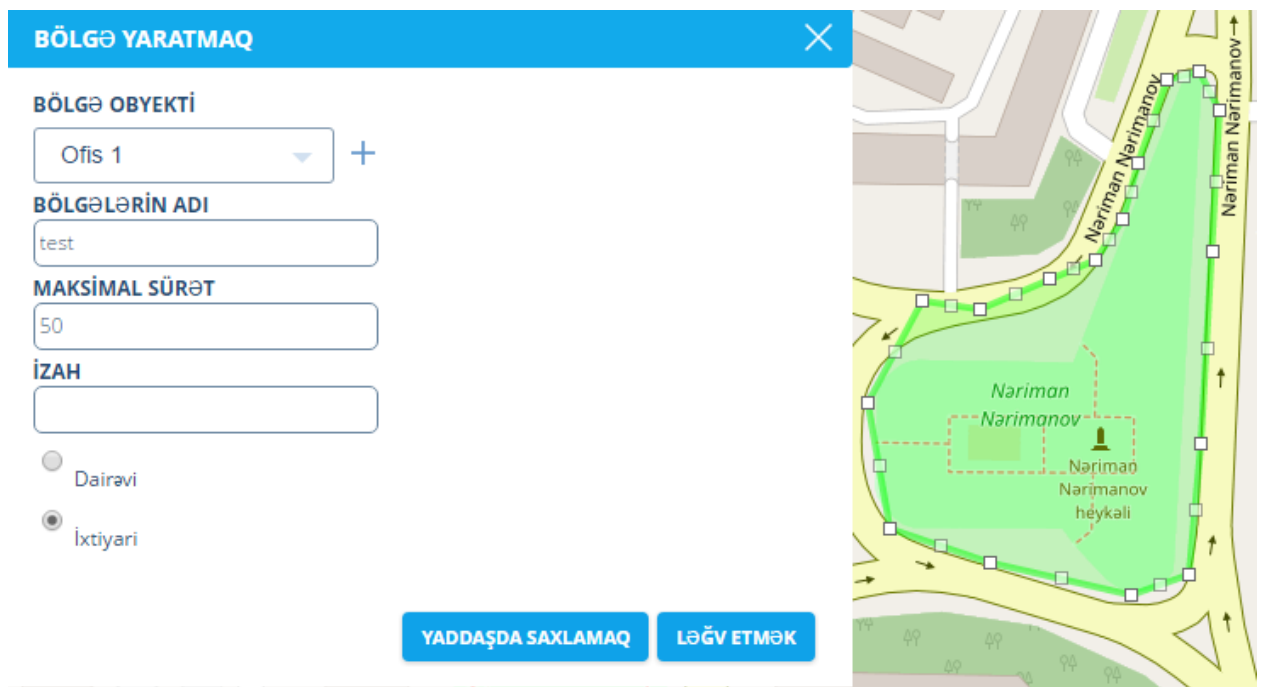 BÖLGƏ YARATMAQ
BÖLGƏ OBYEKTİ
Ofis 1
BÖLGƏLƏRİN ADI
test
MAKSİMAL SÜRƏT
50
İZAH
Dairəvi
İxtiyari
YADDAŞDA SAXLAMAQ
LƏĞV ETMƏK
Nəriman Nərimanov
Nəriman Nərimanov
Nəriman
Nərimanov
Nəriman
Nərimanov
heykəli